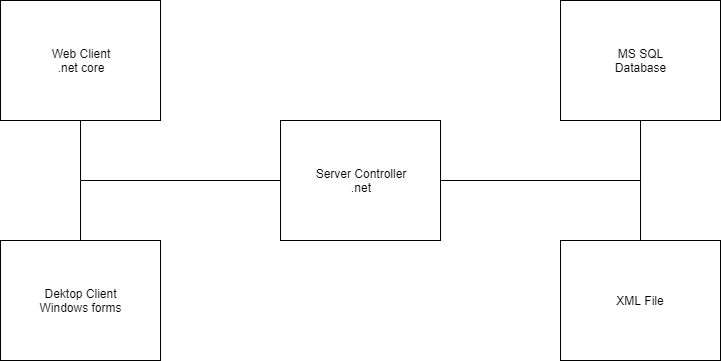 Web Client
.net core
MS SQL
Database
Server Controller
.net
Dektop Client
Windows forms
XML File